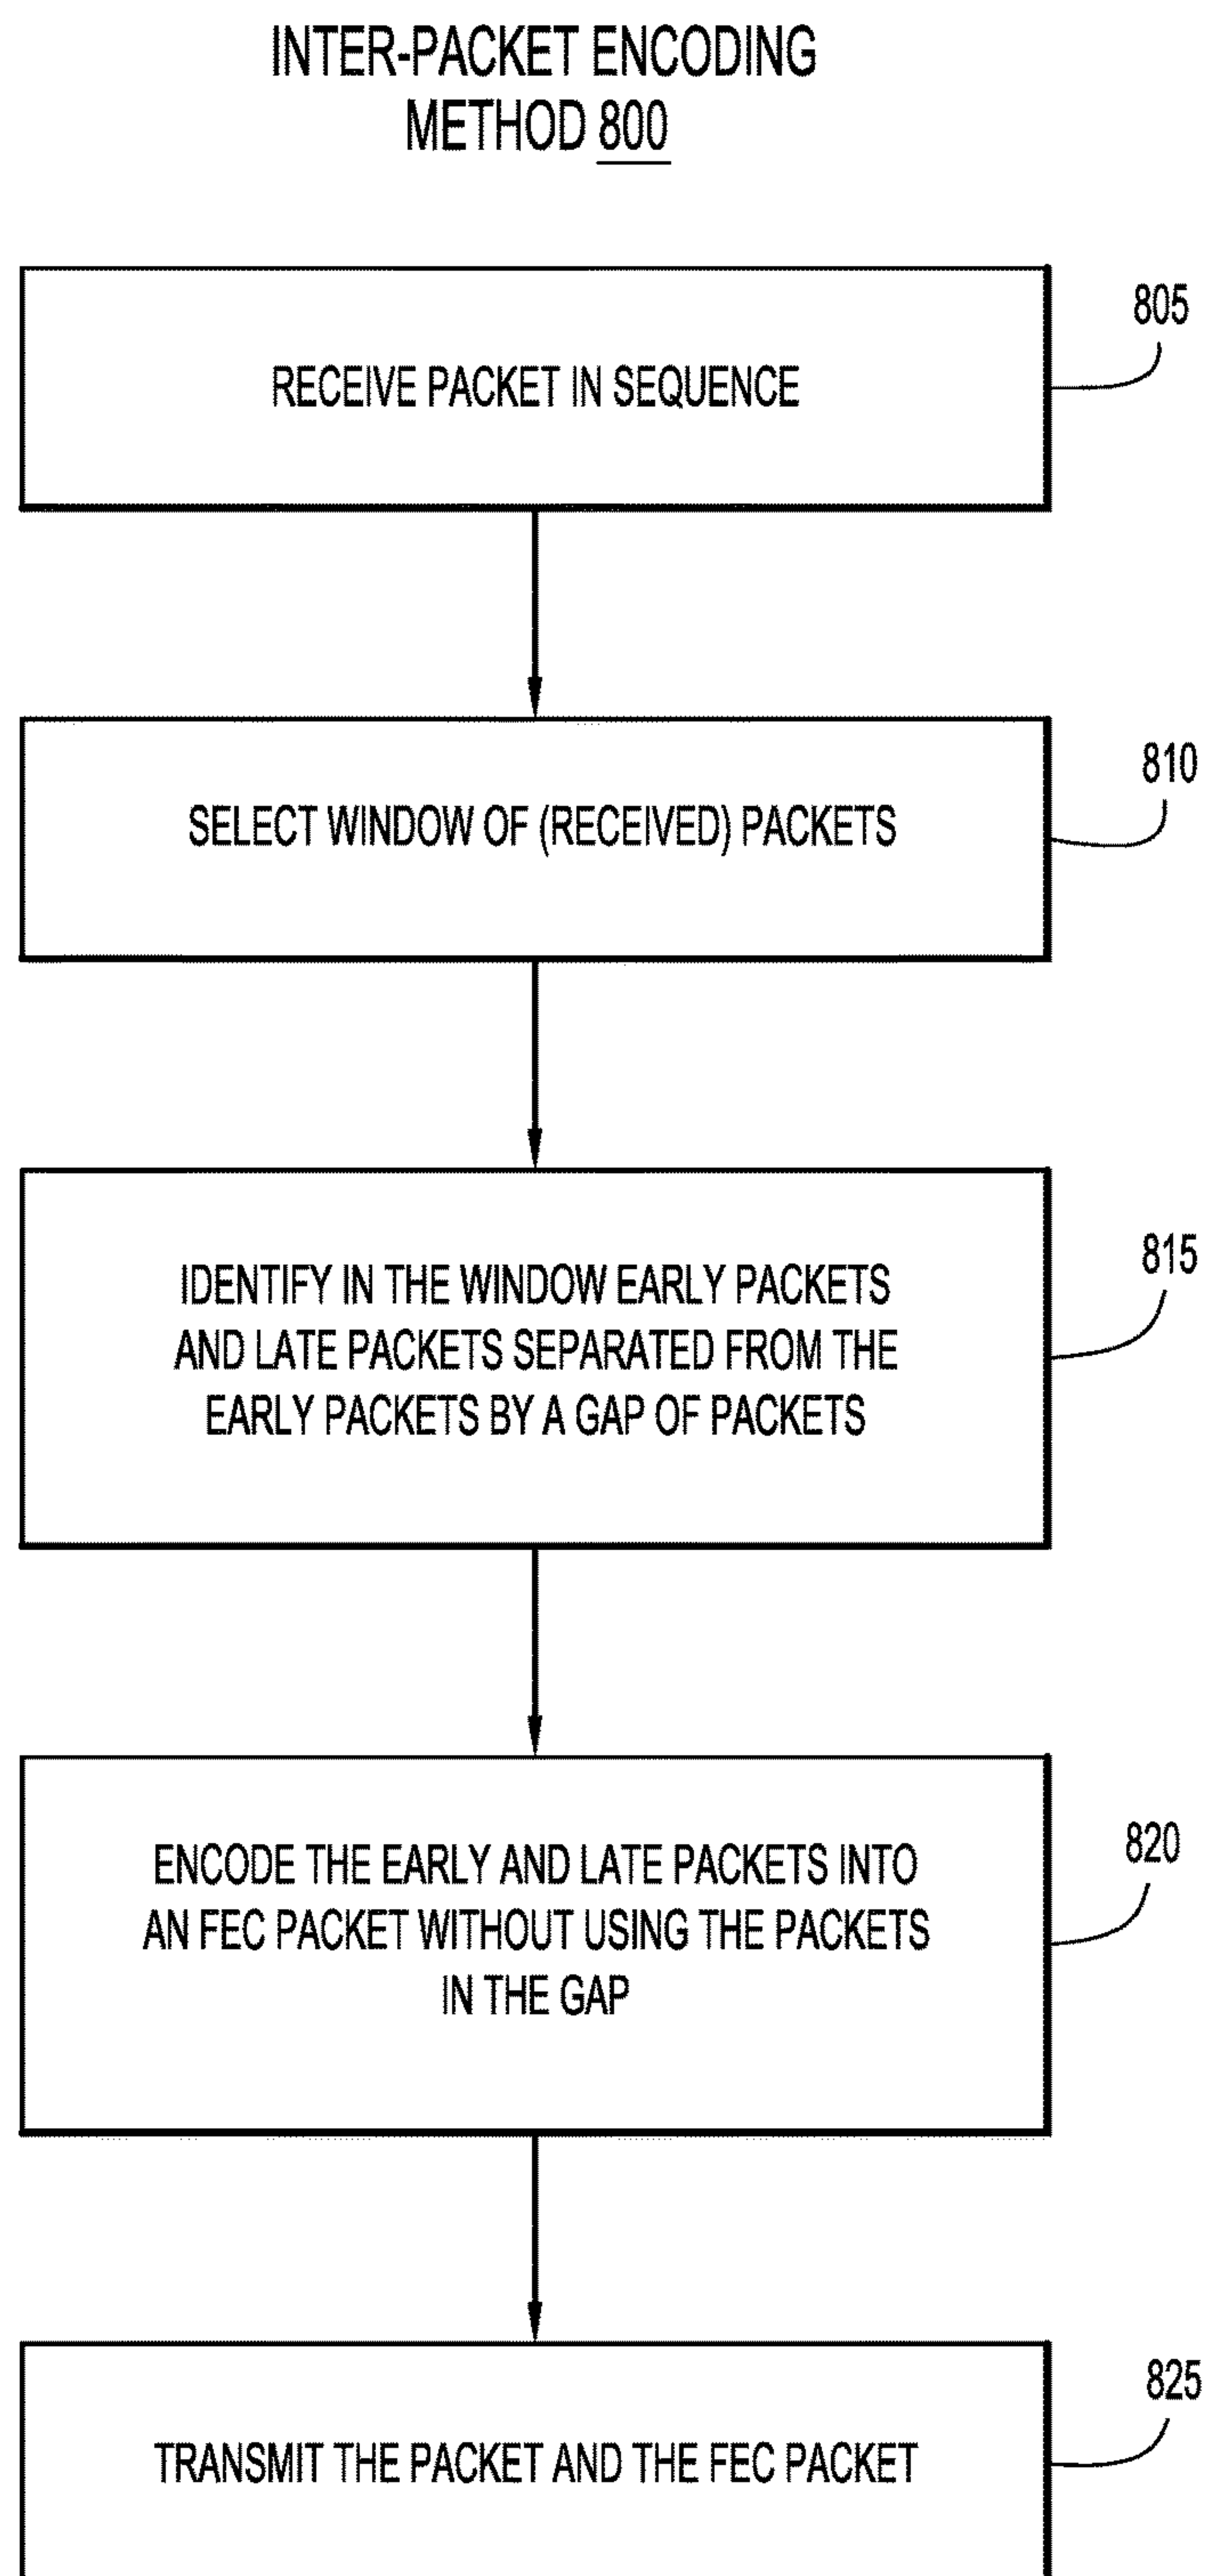 INTER-PACKET ENCODING
METHOD 800
805
RECEIVE PACKET IN SEQUENCE
810
SELECT WINDOW OF (RECEIVED) PACKETS
815
IDENTIFY IN THE WINDOW EARLY PACKETS
AND LATE PACKETS SEPARATED FROM THE
EARLY PACKETS BY A GAP OF PACKETS
820
ENCODE THE EARLY AND LATE PACKETS INTO
AN FEC PACKET WITHOUT USING THE PACKETS
IN THE GAP
825
TRANSMIT THE PACKET AND THE FEC PACKET